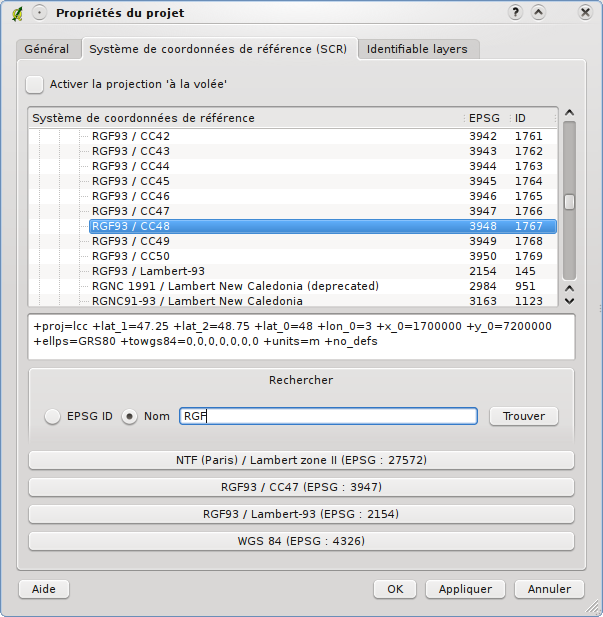 Propriétés du projet
Général
Système de coordonnées de référence (SCR)
Identifiable layers
Activer la projection 'à la volée'
Système de coordonnées de référence EPSG ID
RGF93 / CC42 3942 1761
RGF93 / CC43 3943 1762
RGF93 / CC44 3944 1763
RGF93 / CC45 3945 1764
RGF93 / CC46 3946 1765
RGF93 / CC47 3947 1766
RGF93 / CC48 3948 1767
RGF93 / CC49 3949 1768
RGF93 / CC50 3950 1769
RGF93 / Lambert-93 2154 145
RGNC 1991 / Lambert New Caledonia (deprecated) 2984 951
RGNC91-93 / Lambert New Caledonia 3163 1123
+proj=lcc +lat_1=47.25 +lat_2=48.75 +lat_0=48 +lon_0=3 +x_0=1700000 +y_0=7200000
+ellps=GRS80 +towgs84=0,0,0,0,0,0,0 +units=m +no_defs
Rechercher
EPSG ID Nom RGF Trouver
NTF (Paris) / Lambert zone II (EPSG : 27572)
RGF93 / CC47 (EPSG : 3947)
RGF93 / Lambert-93 (EPSG : 2154)
WGS 84 (EPSG : 4326)
Aide OK Appliquer Annuler